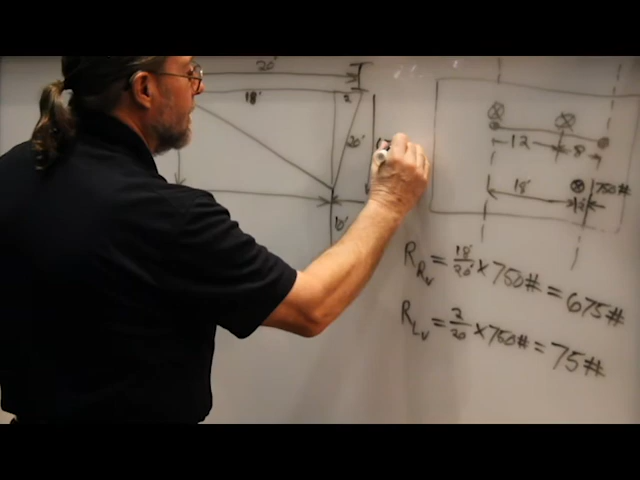 20'
18' 2'
20'
10'
12 8
18' 2' 750#
R_Rv = 18'/20' × 750# = 675#
R_Lv = 2/20 × 750# = 75#